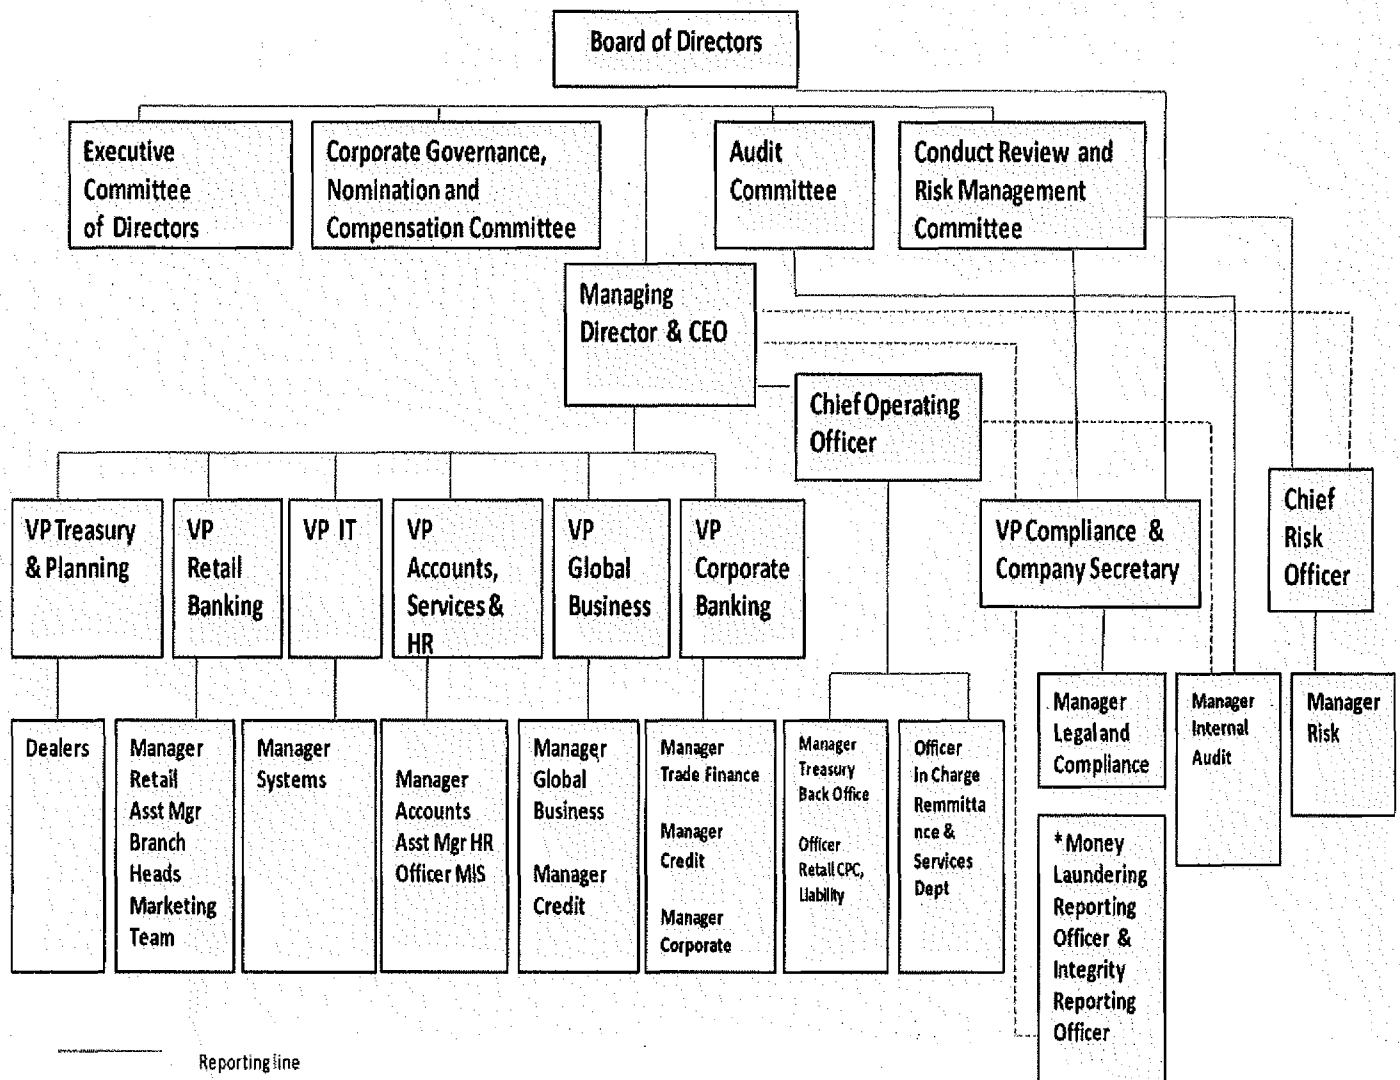 Board of Directors
Executive
Committee
of Directors
Corporate Governance,
Nomination and
Compensation Committee
Audit
Committee
Conduct Review and
Risk Management
Committee
Managing
Director & CEO
Chief Operating
Officer
VP Treasury
& Planning
VP
Retail
Banking
VP IT
VP
Accounts,
Services &
HR
VP
Global
Business
VP
Corporate
Banking
VP Compliance &
Company Secretary
Chief
Risk
Officer
Dealers
Manager
Retail
Asst Mgr
Branch
Heads
Marketing
Team
Manager
Systems
Manager
Accounts
Asst Mgr HR
Officer MIS
Manager
Global
Business
Manager
Credit
Manager
Trade Finance
Manager
Credit
Manager
Corporate
Manager
Treasury
Back Office
Officer
Retail CPC,
Liability
Officer
In Charge
Remmitta
nce &
Services
Dept
Manager
Legal and
Compliance
Manager
Internal
Audit
Manager
Risk
*Money
Laundering
Reporting
Officer &
Integrity
Reporting
Officer
Reporting line